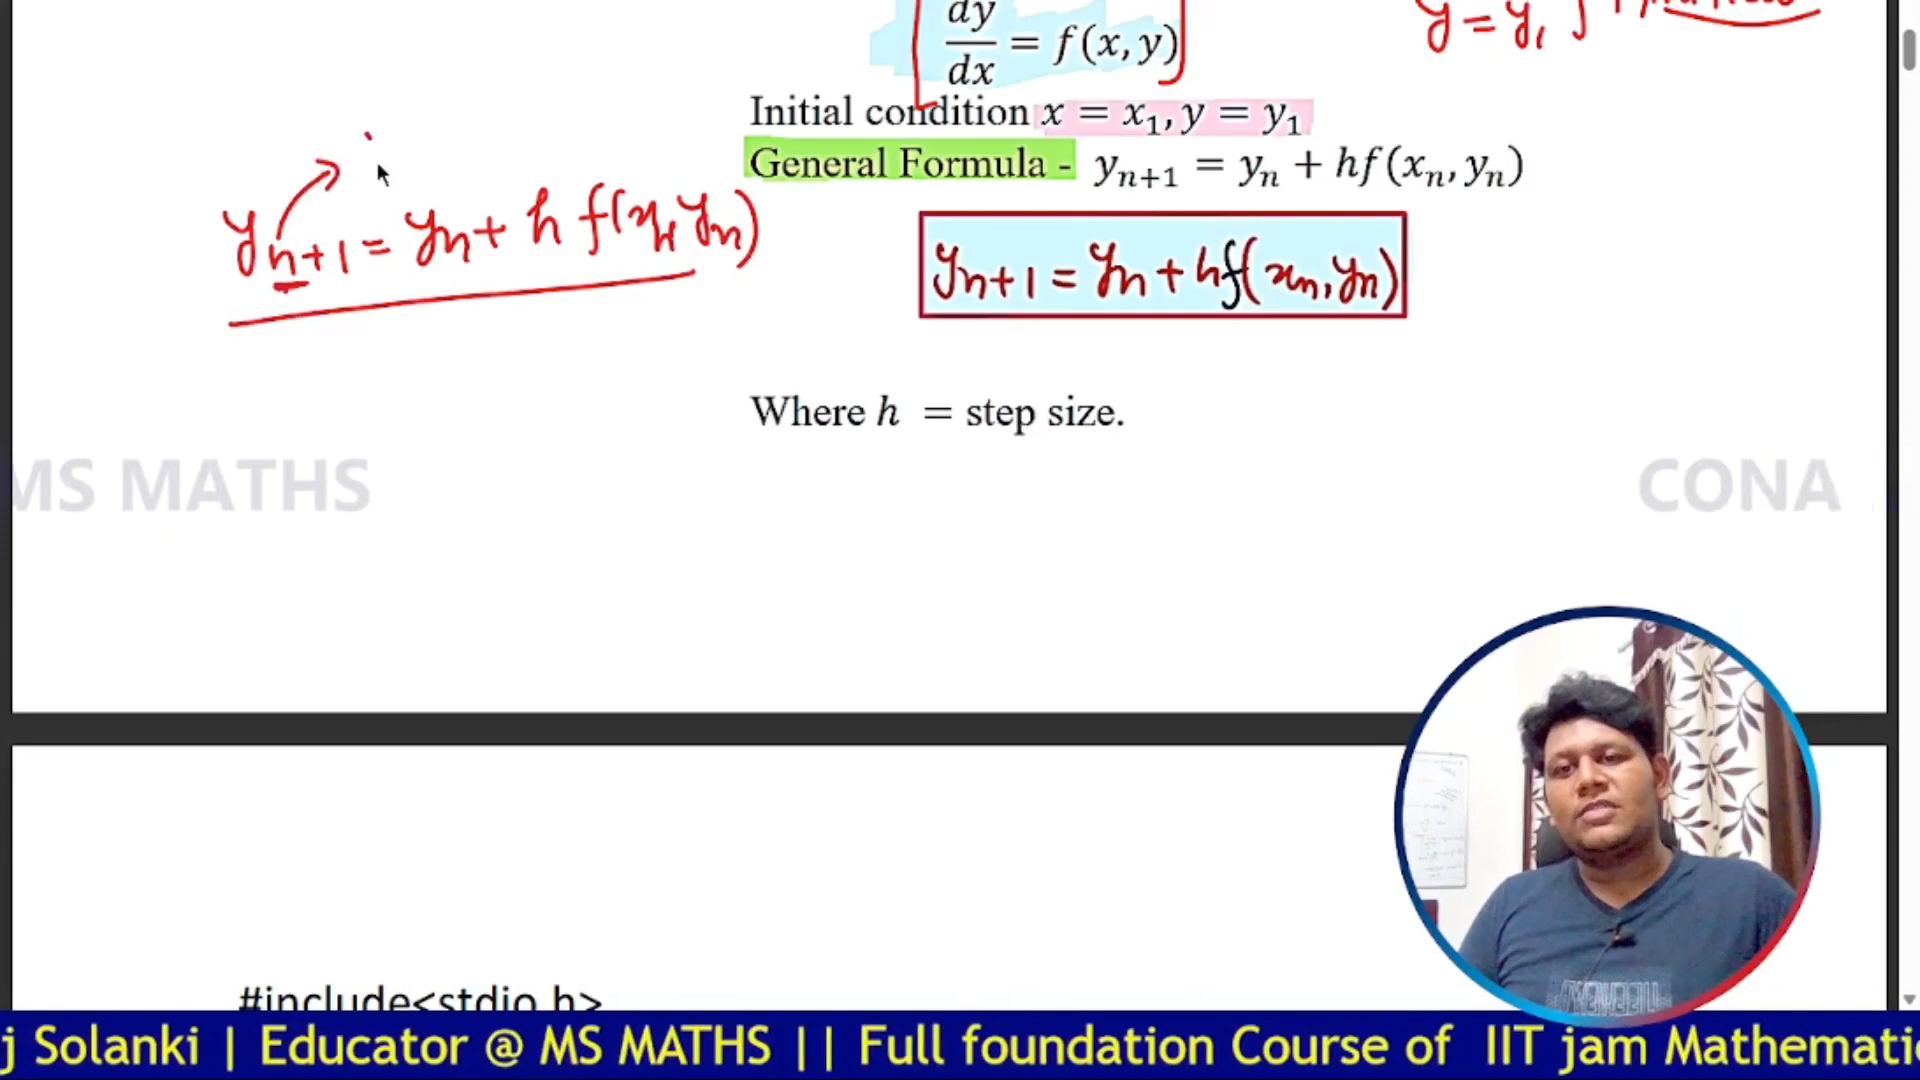 dy/dx = f(x, y)
y = y₁
Initial condition x = x₁, y = y₁
General Formula - yₙ₊₁ = yₙ + hf(xₙ, yₙ)
yₙ₊₁ = yₙ + h f(xₙ, yₙ)
yₙ₊₁ = yₙ + hf(xₙ, yₙ)
Where h = step size.
MS MATHS
CONA
#include<stdio.h>
j Solanki | Educator @ MS MATHS || Full foundation Course of IIT jam Mathematic